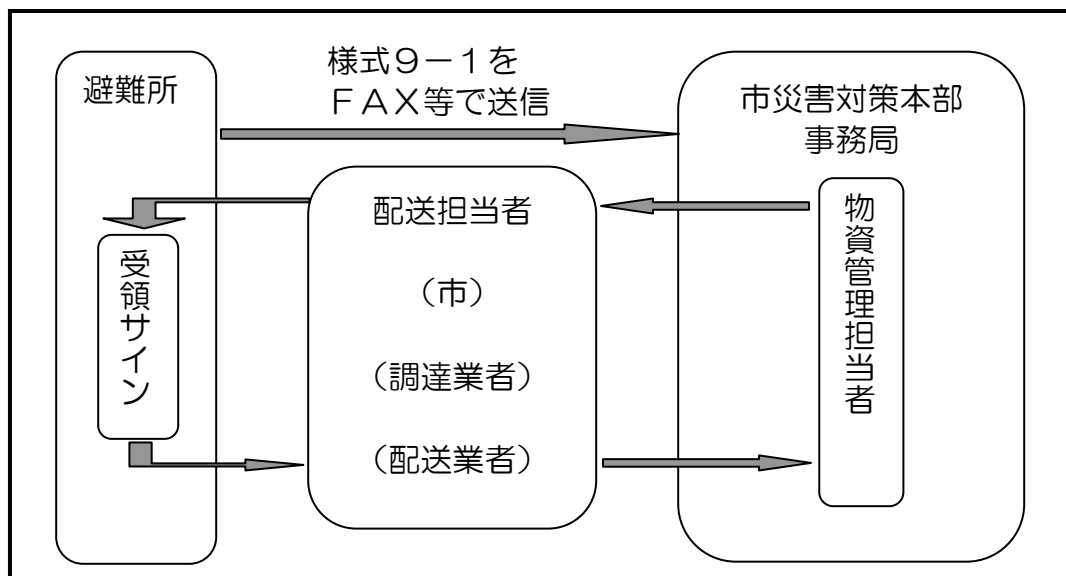 避難所
様式９－１を
ＦＡＸ等で送信
市災害対策本部
事務局
配送担当者
（市）
（調達業者）
（配送業者）
受領サイン
物資管理担当者